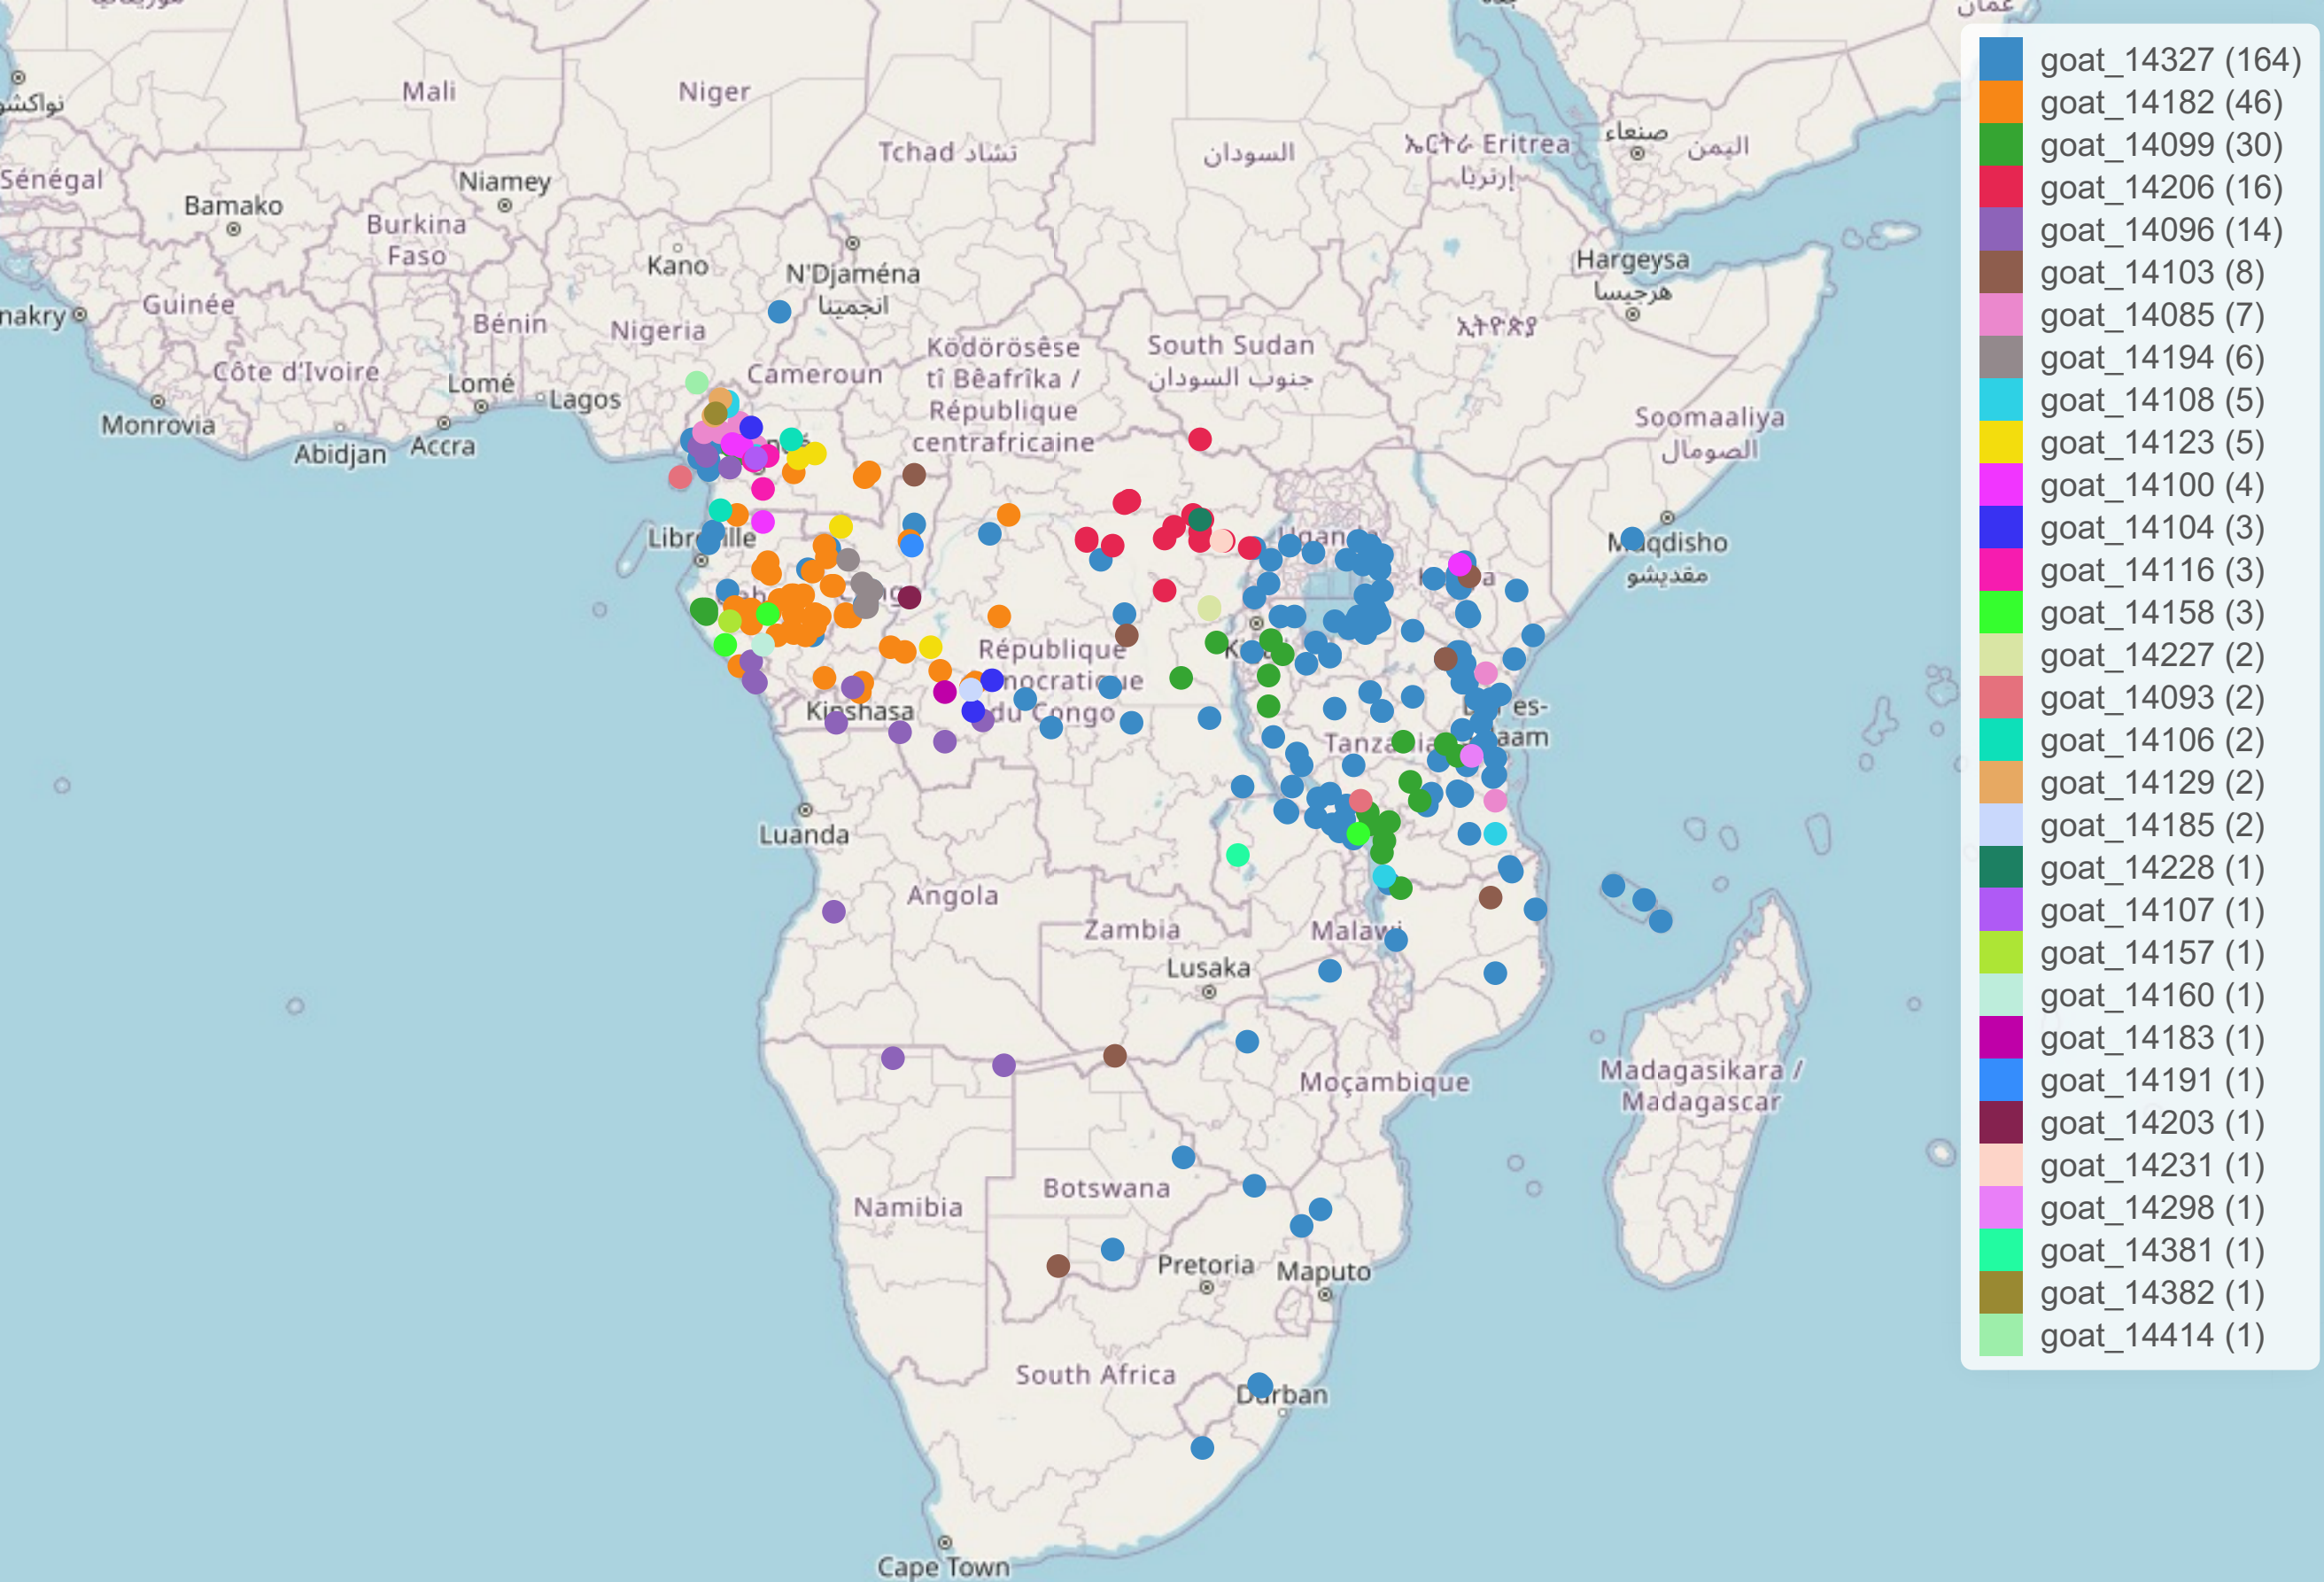 عمان
نواكشو
Mali
Niger
Tchad تشاد
السودان
ኤርትራ Eritrea
إرتريا
صنعاء
اليمن
Sénégal
Bamako
Niamey
Burkina
Faso
Kano
N'Djaména
انجمينا
Hargeysa
هرجيسا
nakry
Guinée
Bénin
Nigeria
ኢትዮጵያ
Côte d'Ivoire
Lomé
Lagos
Cameroun
Ködörösêse
tî Bêafrîka /
République
centrafricaine
South Sudan
جنوب السودان
Monrovia
Abidjan
Accra
Soomaaliya
الصومال
Muqdisho
مقديشو
République
du Congo
Kinshasa
Luanda
Angola
Zambia
Lusaka
Malawi
Moçambique
Madagasikara /
Madagascar
Namibia
Botswana
Pretoria
Maputo
South Africa
Durban
Cape Town
goat_14327 (164)
goat_14182 (46)
goat_14099 (30)
goat_14206 (16)
goat_14096 (14)
goat_14103 (8)
goat_14085 (7)
goat_14194 (6)
goat_14108 (5)
goat_14123 (5)
goat_14100 (4)
goat_14104 (3)
goat_14116 (3)
goat_14158 (3)
goat_14227 (2)
goat_14093 (2)
goat_14106 (2)
goat_14129 (2)
goat_14185 (2)
goat_14228 (1)
goat_14107 (1)
goat_14157 (1)
goat_14160 (1)
goat_14183 (1)
goat_14191 (1)
goat_14203 (1)
goat_14231 (1)
goat_14298 (1)
goat_14381 (1)
goat_14382 (1)
goat_14414 (1)